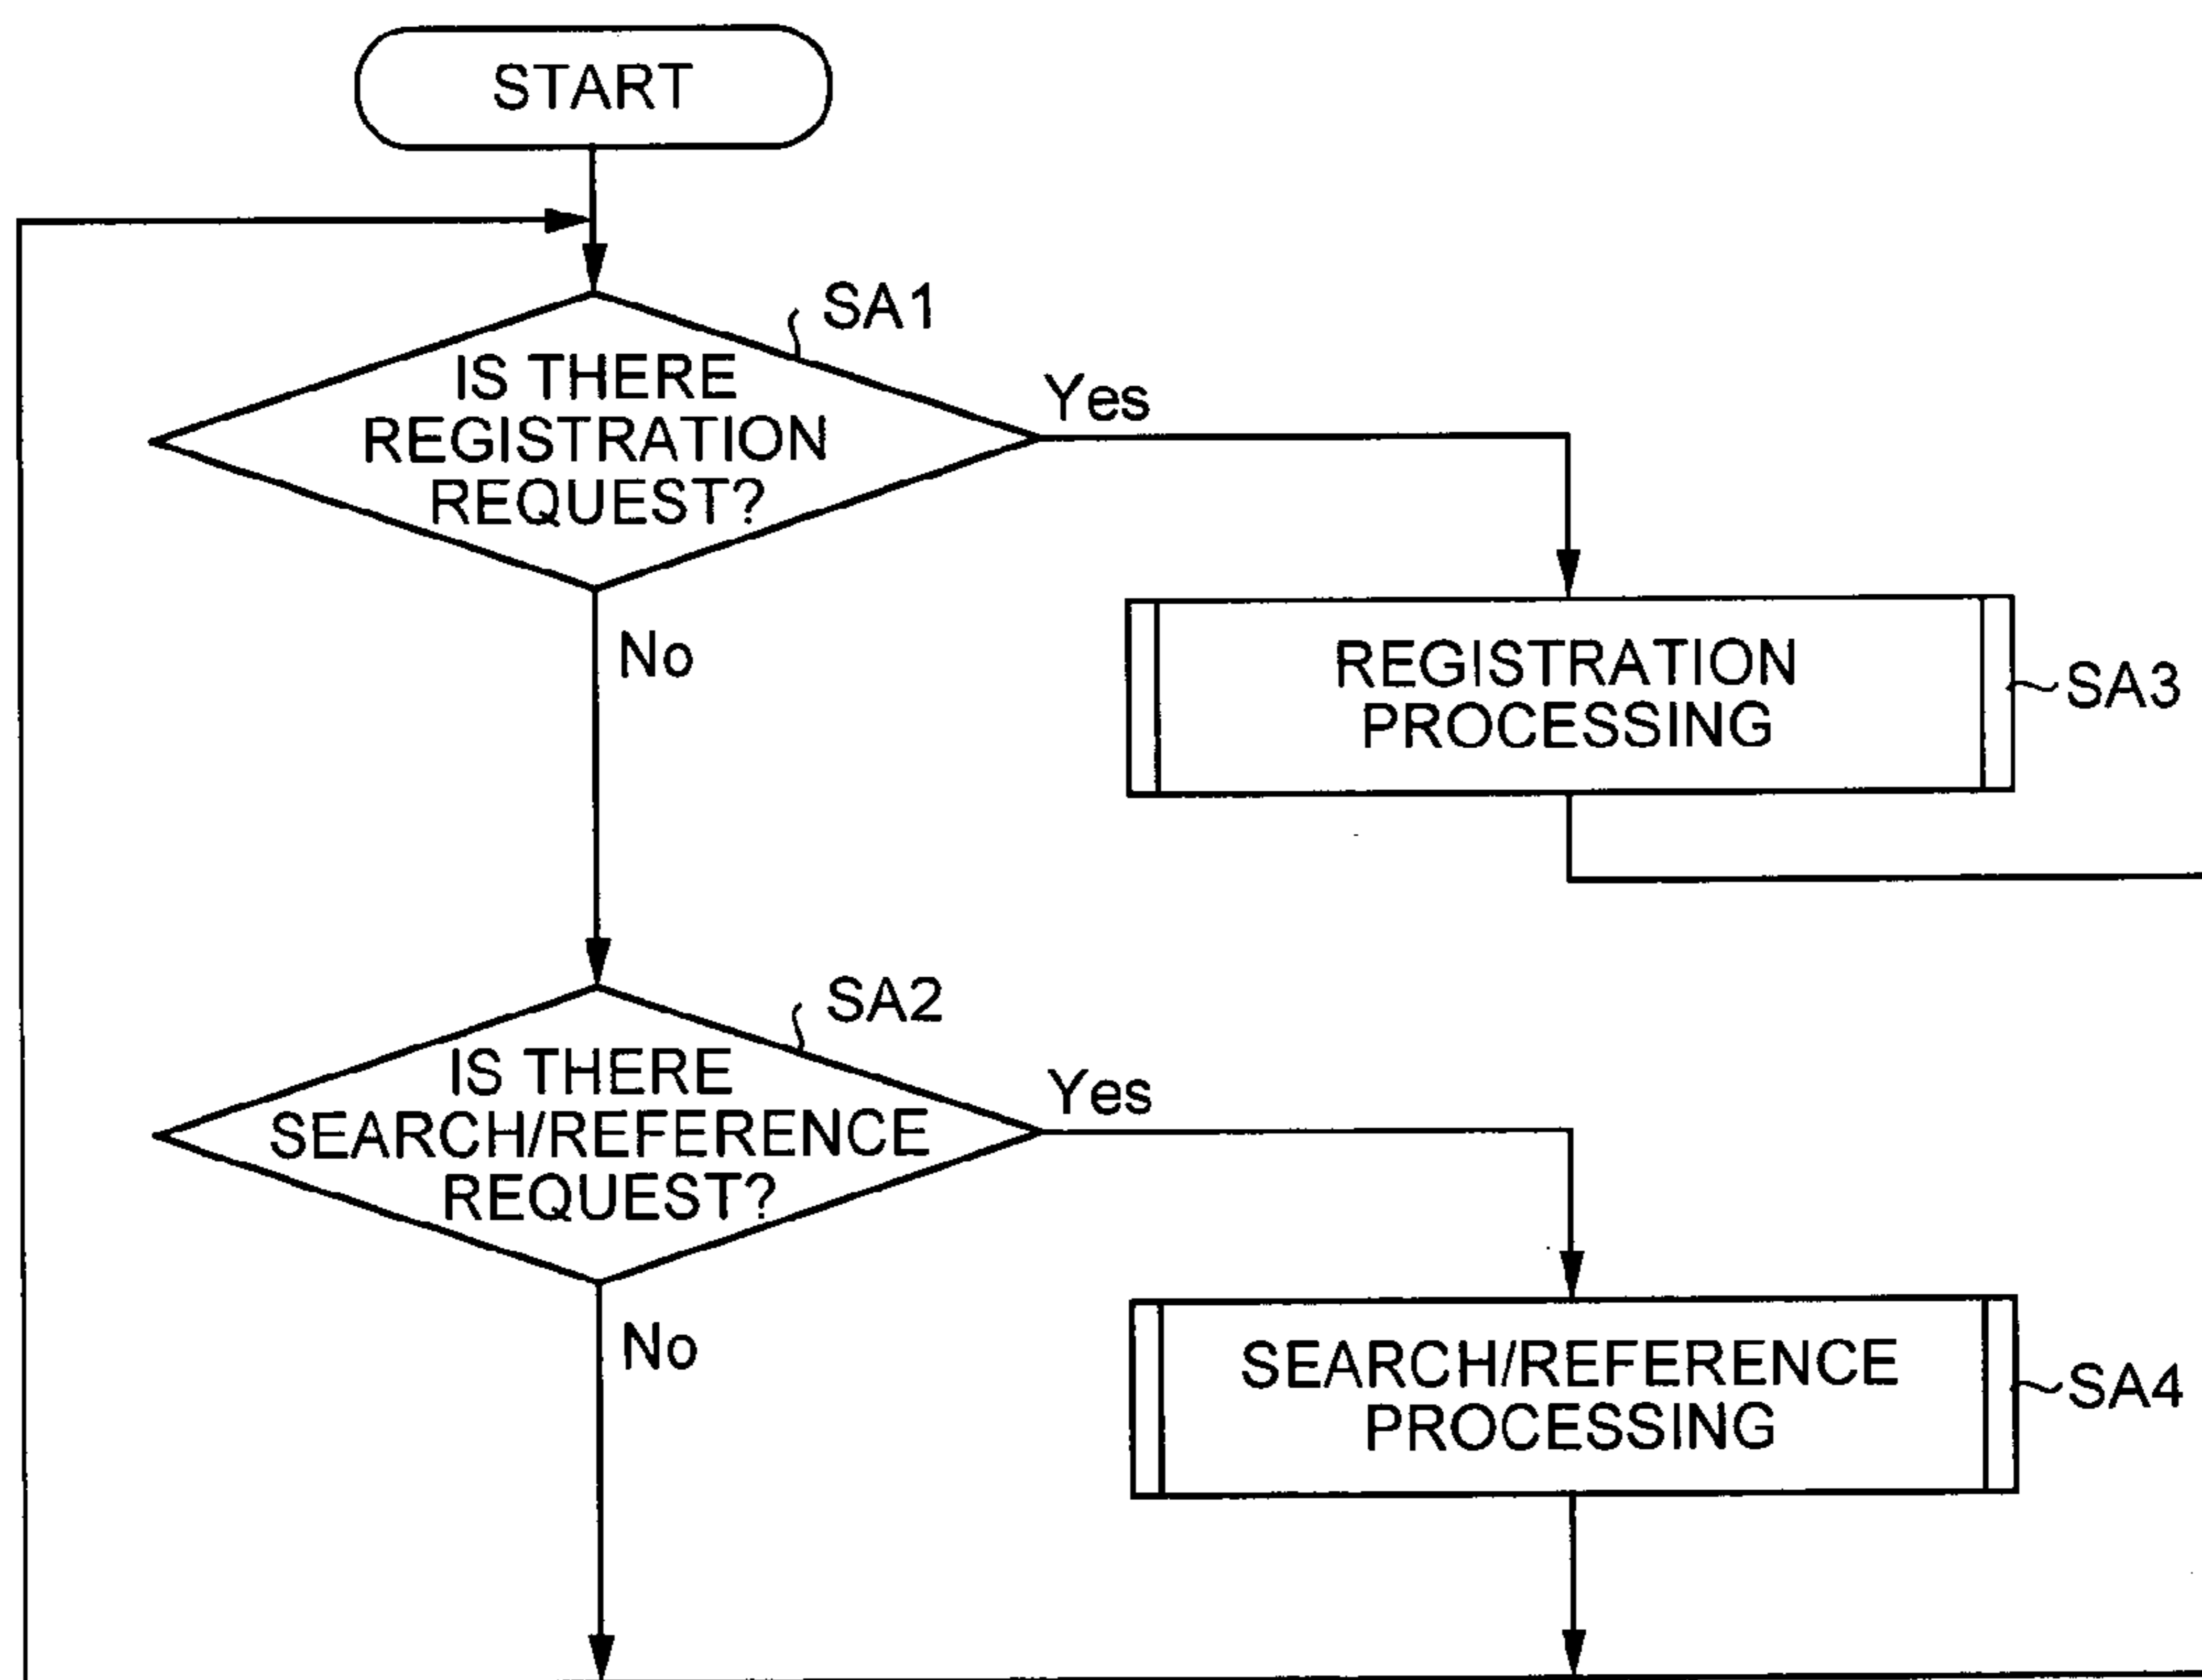 START
SA1
IS THERE
REGISTRATION
REQUEST?
Yes
No
REGISTRATION
PROCESSING
SA3
SA2
IS THERE
SEARCH/REFERENCE
REQUEST?
Yes
No
SEARCH/REFERENCE
PROCESSING
SA4